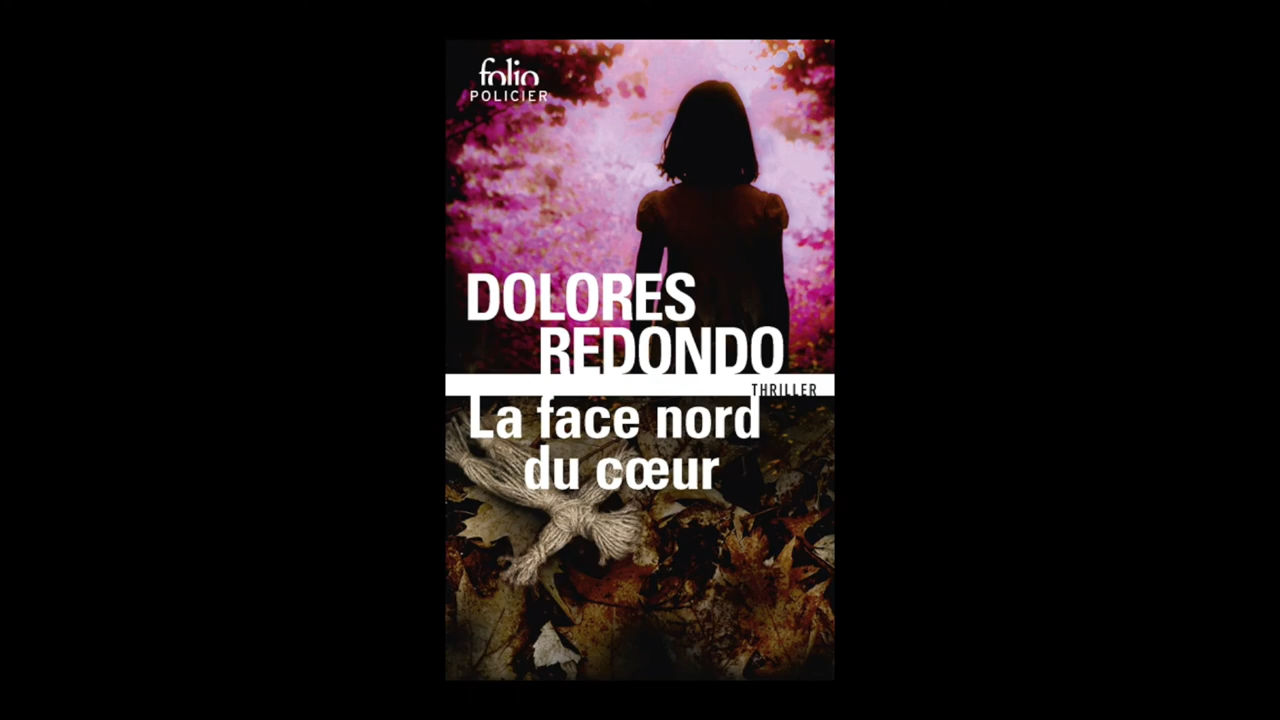 folio
POLICIER
DOLORES
REDONDO
THRILLER
La face nord
du cœur